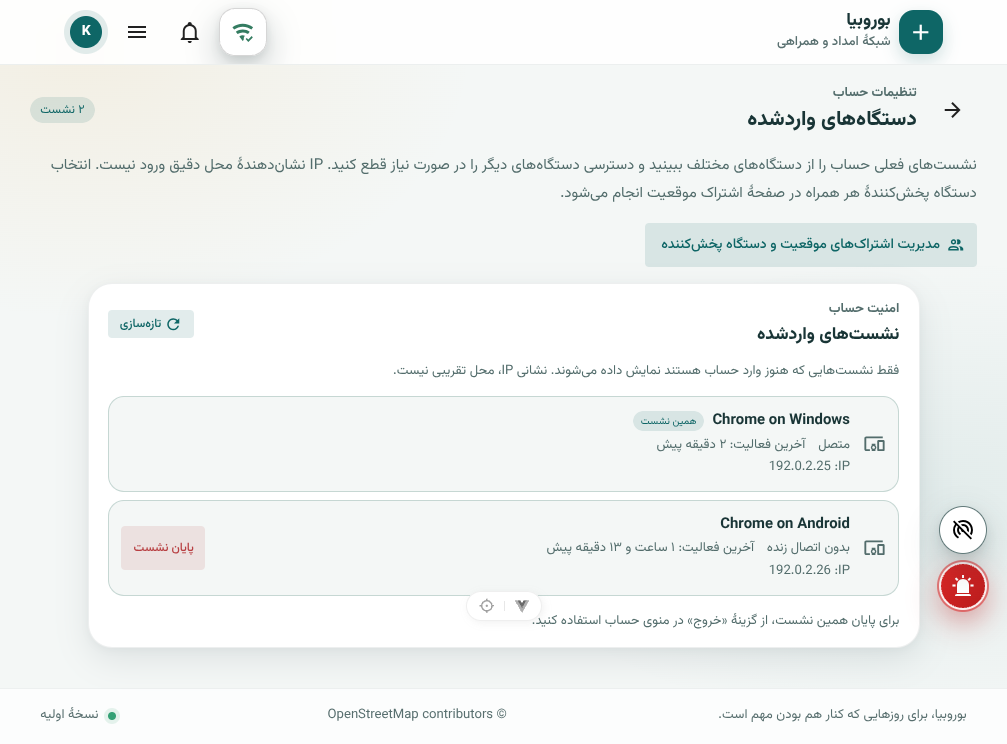 بوروبیا
شبکهٔ امداد و همراهی
K
تنظیمات حساب
دستگاه‌های واردشده
۲ نشست
نشست‌های فعلی حساب را از دستگاه‌های مختلف ببینید و دسترسی دستگاه‌های دیگر را در صورت نیاز قطع کنید. IP نشان‌دهندهٔ محل دقیق ورود نیست. انتخاب
دستگاه پخش‌کنندهٔ هر همراه در صفحهٔ اشتراک موقعیت انجام می‌شود.
مدیریت اشتراک‌های موقعیت و دستگاه پخش‌کننده
امنیت حساب
نشست‌های واردشده
تازه‌سازی
فقط نشست‌هایی که هنوز وارد حساب هستند نمایش داده می‌شوند. نشانی IP، محل تقریبی نیست.
Chrome on Windows همین نشست
متصل آخرین فعالیت: ۲ دقیقه پیش
IP: 192.0.2.25
Chrome on Android
بدون اتصال زنده آخرین فعالیت: ۱ ساعت و ۱۳ دقیقه پیش
IP: 192.0.2.26
پایان نشست
برای پایان همین نشست، از گزینهٔ «خروج» در منوی حساب استفاده کنید.
بوروبیا، برای روزهایی که کنار هم بودن مهم است.
© OpenStreetMap contributors
نسخهٔ اولیه